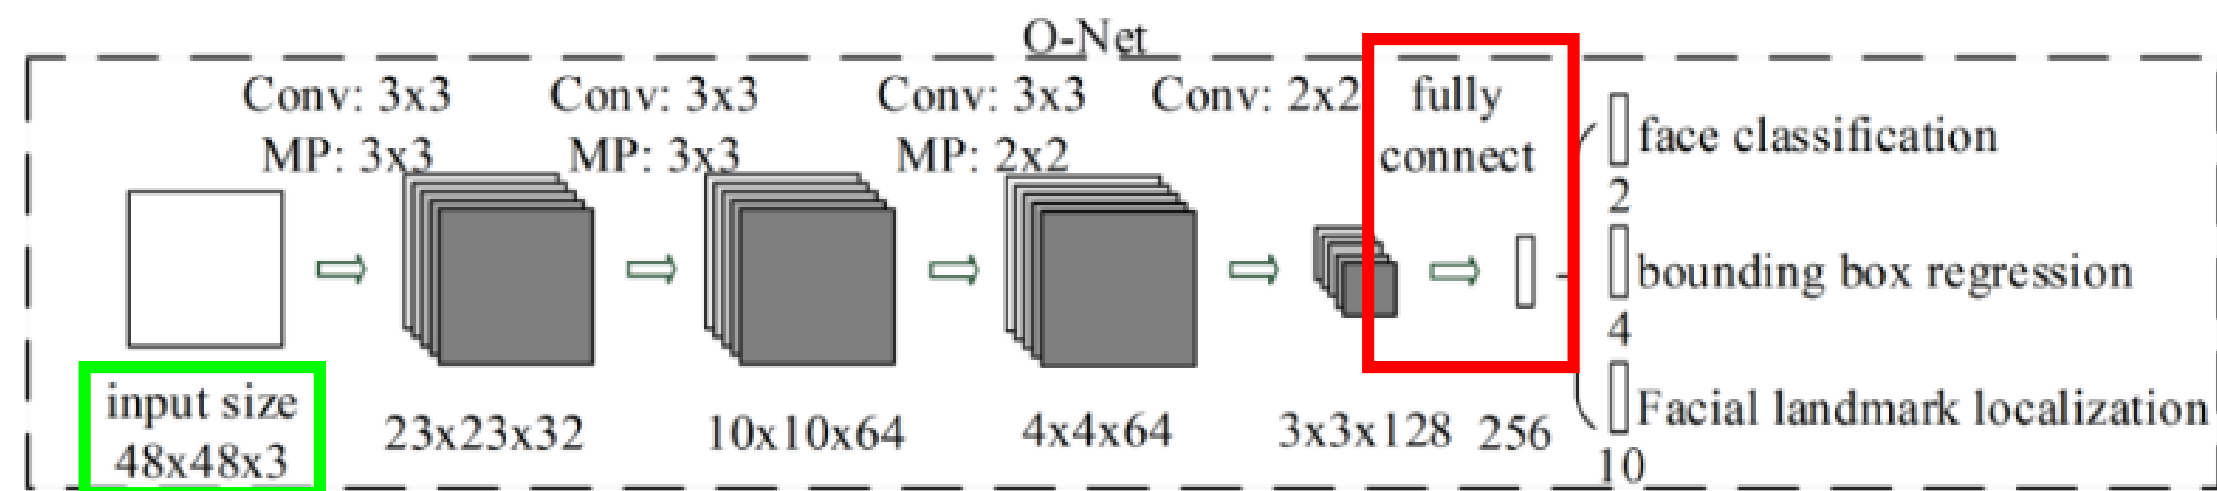 O-Net
Conv: 3x3
MP: 3x3
Conv: 3x3
MP: 3x3
Conv: 3x3
MP: 2x2
Conv: 2x2
fully
connect
face classification
2
bounding box regression
4
Facial landmark localization
10
input size
48x48x3
23x23x32
10x10x64
4x4x64
3x3x128
256